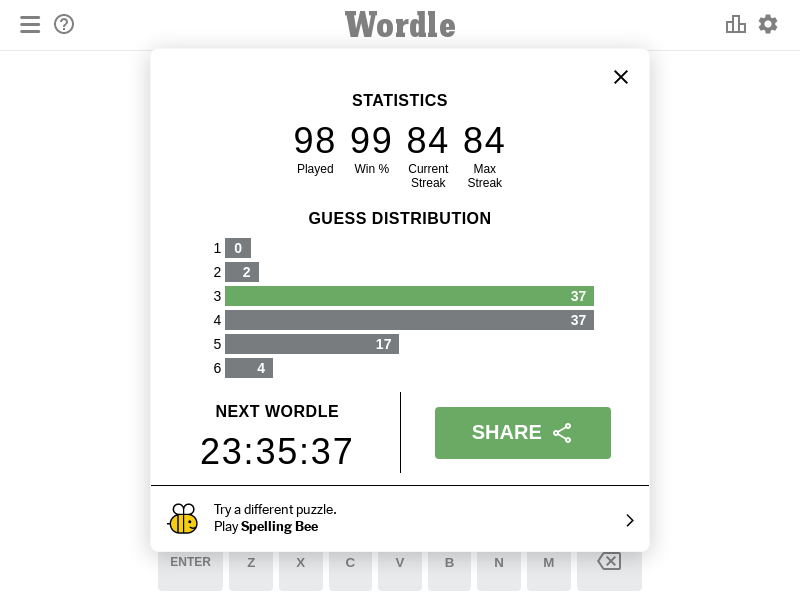 Wordle
STATISTICS
98 99 84 84
Played Win % Current Streak Max Streak
GUESS DISTRIBUTION
1 0
2 2
3 37
4 37
5 17
6 4
NEXT WORDLE
23:35:37
SHARE
Try a different puzzle.
Play Spelling Bee
ENTER Z X C V B N M